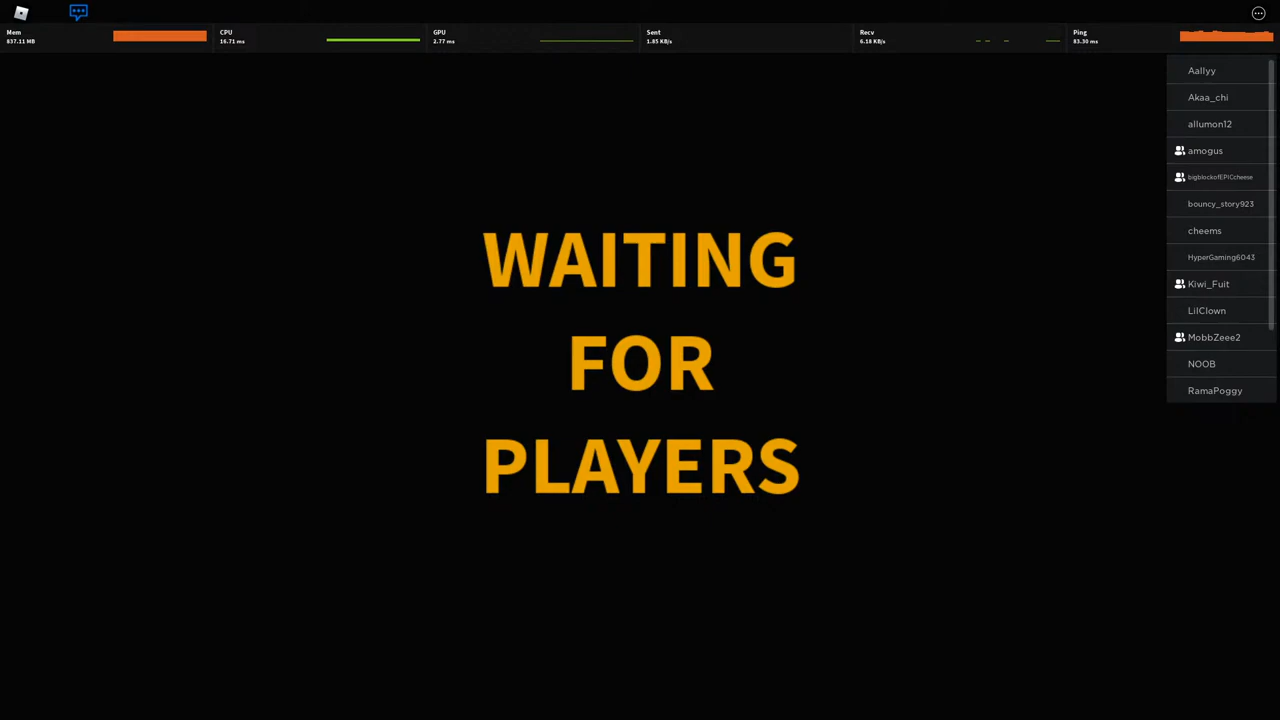 Mem
837.11 MB
CPU
16.71 ms
GPU
2.77 ms
Sent
1.85 KB/s
Recv
6.18 KB/s
Ping
83.30 ms
Aallyy
Akaa_chi
allumon12
amogus
bigblockofEPICcheese
bouncy_story923
cheems
HyperGaming6043
Kiwi_Fuit
LilClown
MobbZeee2
NOOB
RamaPoggy
WAITING
FOR
PLAYERS